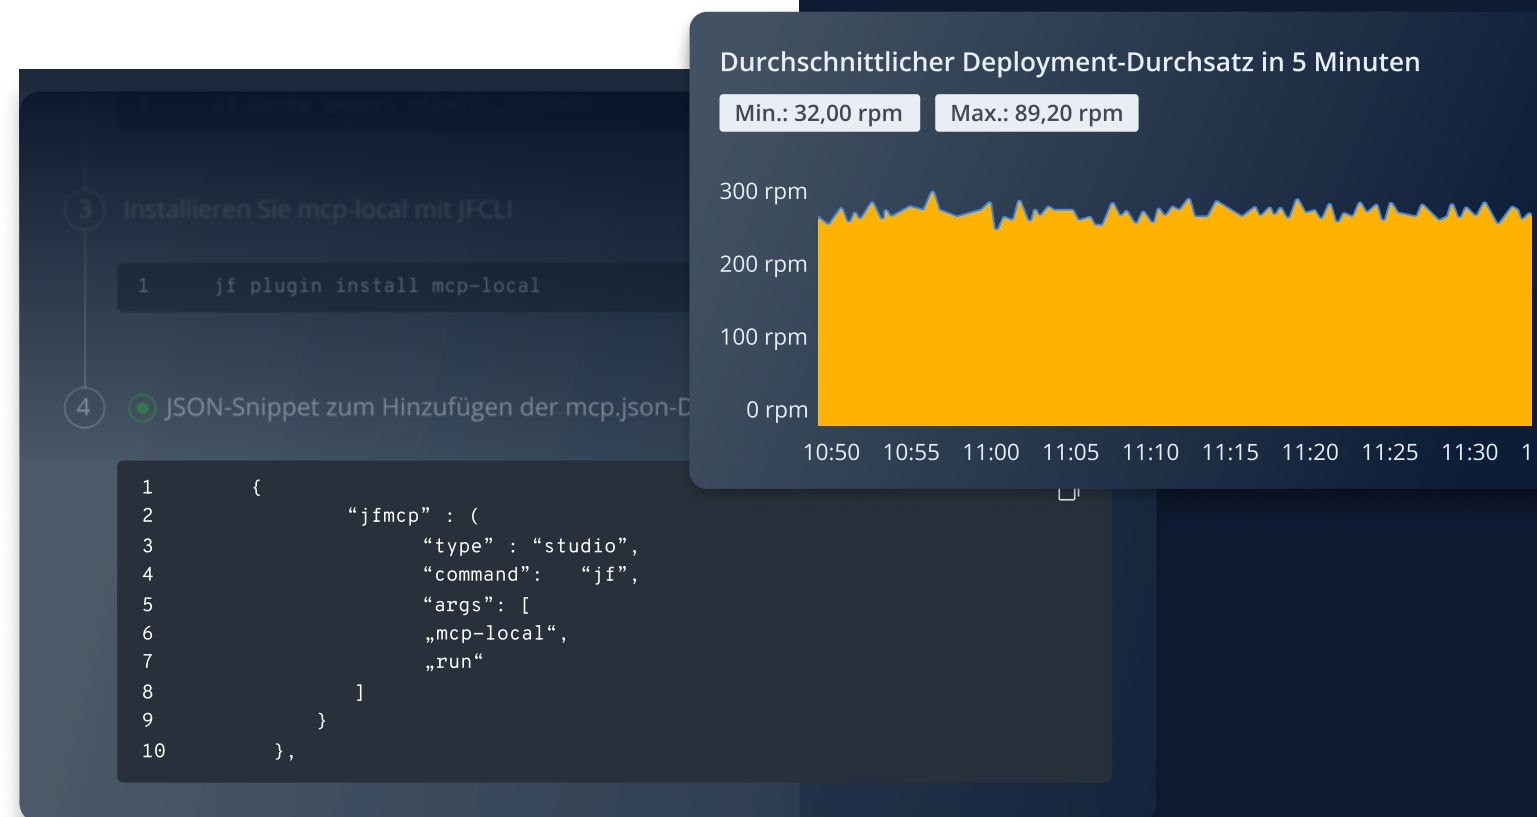 Durchschnittlicher Deployment-Durchsatz in 5 Minuten
Min.: 32,00 rpm
Max.: 89,20 rpm
300 rpm
200 rpm
100 rpm
0 rpm
10:50 10:55 11:00 11:05 11:10 11:15 11:20 11:25 11:30 1
3 Installieren Sie mcp-local mit JFCLI
1 jf plugin install mcp-local
4 JSON-Snippet zum Hinzufügen der mcp.json-D
1 {
2 “jfmcp” : (
3 “type” : “studio”,
4 “command”: “jf”,
5 “args”: [
6 „mcp-local“,
7 „run“
8 ]
9 }
10 },